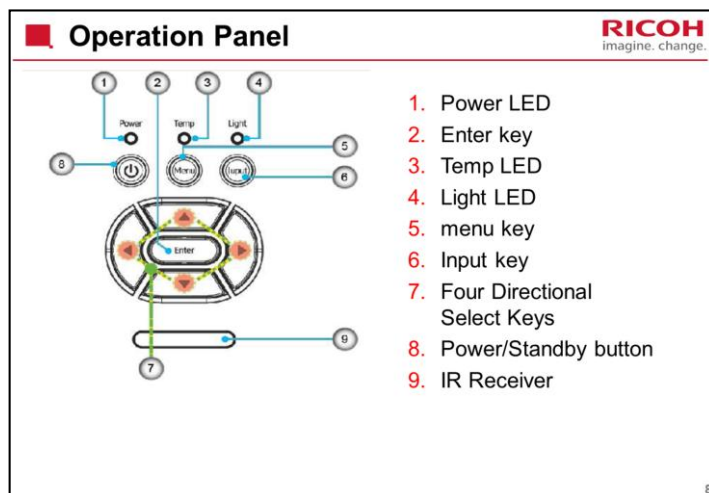 Operation Panel
RICOH
imagine. change.
1 2 3 4
Power Temp Light
5
8
Menu Input
6
Enter
9
7
1. Power LED
2. Enter key
3. Temp LED
4. Light LED
5. menu key
6. Input key
7. Four Directional
Select Keys
8. Power/Standby button
9. IR Receiver
8